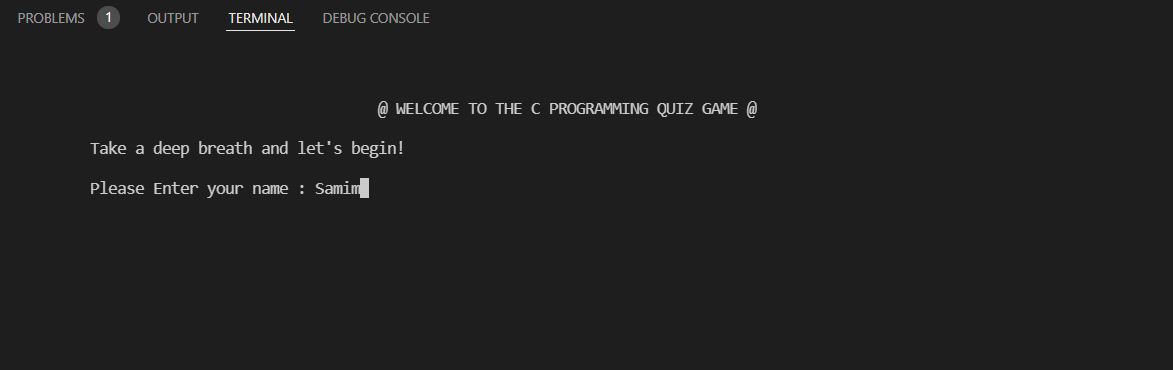 PROBLEMS 1 OUTPUT TERMINAL DEBUG CONSOLE
@ WELCOME TO THE C PROGRAMMING QUIZ GAME @
Take a deep breath and let's begin!
Please Enter your name : Samim